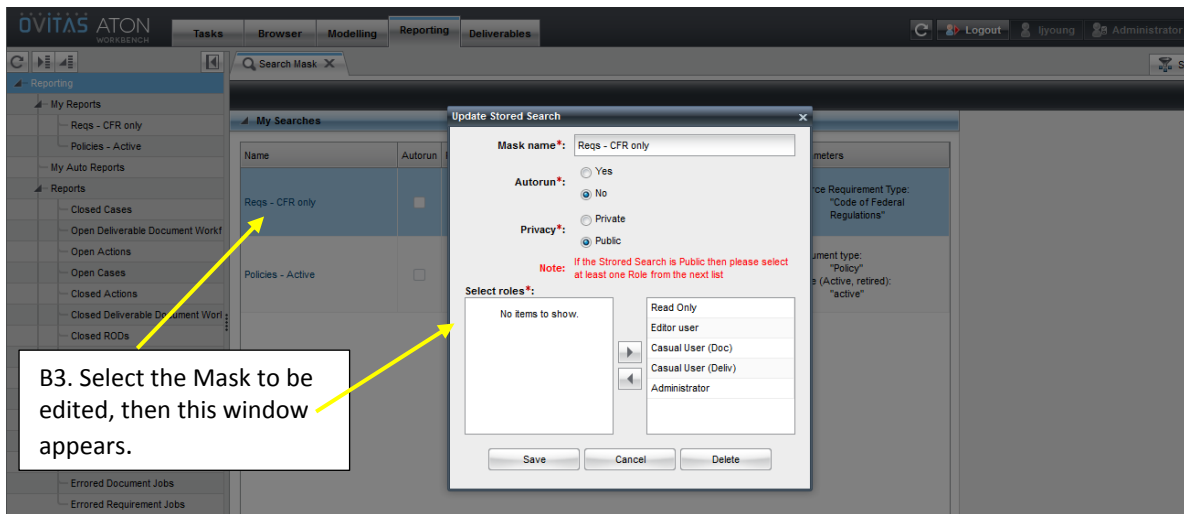 OVITAS ATON
WORKBENCH
Tasks
Browser
Modelling
Reporting
Deliverables
Logout
ljyoung
Administrator
Search Mask
S
Reporting
My Reports
Reqs - CFR only
Policies - Active
My Auto Reports
Reports
Closed Cases
Open Deliverable Document Workf
Open Actions
Open Cases
Closed Actions
Closed Deliverable Document Worl
Closed RODs
Errored Document Jobs
Errored Requirement Jobs
My Searches
Name
Autorun
meters
Reqs - CFR only
rce Requirement Type:
"Code of Federal
Regulations"
Policies - Active
ument type:
"Policy"
e (Active, retired):
"active"
Update Stored Search
Mask name*:
Reqs - CFR only
Autorun*:
Yes
No
Privacy*:
Private
Public
Note:
If the Strored Search is Public then please select
at least one Role from the next list
Select roles*:
No items to show.
Read Only
Editor user
Casual User (Doc)
Casual User (Deliv)
Administrator
Save
Cancel
Delete
B3. Select the Mask to be
edited, then this window
appears.